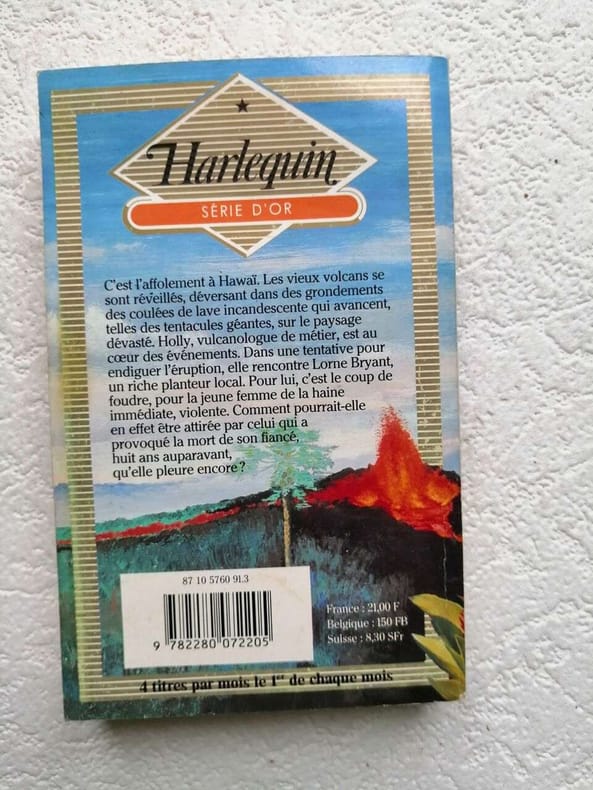 Harlequin
SÉRIE D'OR
C'est l'affolement à Hawaï. Les vieux volcans se
sont réveillés, déversant dans des grondements
des coulées de lave incandescente qui avancent,
telles des tentacules géantes, sur le paysage
dévasté. Holly, vulcanologue de métier, est au
cœur des événements. Dans une tentative pour
endiguer l'éruption, elle rencontre Lorne Bryant,
un riche planteur local. Pour lui, c'est le coup de
foudre, pour la jeune femme de la haine
immédiate, violente. Comment pourrait-elle
en effet être attirée par celui qui a
provoqué la mort de son fiancé,
huit ans auparavant,
qu'elle pleure encore?
87 10 5760 91.3
9 782280 072205
France : 21,00 F
Belgique : 150 FB
Suisse : 8,30 SFr
4 titres par mois le 1er de chaque mois